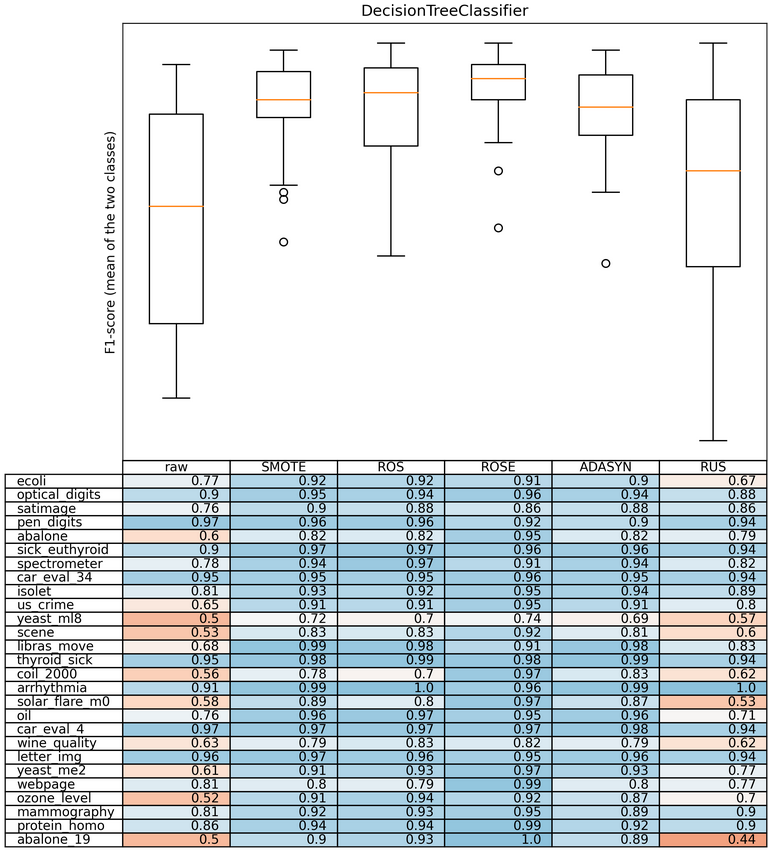 DecisionTreeClassifier
F1-score (mean of the two classes)
raw SMOTE ROS ROSE ADASYN RUS
ecoli 0.77 0.92 0.92 0.91 0.9 0.67
optical_digits 0.9 0.95 0.94 0.96 0.94 0.88
satimage 0.76 0.9 0.88 0.86 0.88 0.86
pen_digits 0.97 0.96 0.96 0.92 0.9 0.94
abalone 0.6 0.82 0.82 0.95 0.82 0.79
sick_euthyroid 0.9 0.97 0.97 0.96 0.96 0.94
spectrometer 0.78 0.94 0.97 0.91 0.94 0.82
car_eval_34 0.95 0.95 0.95 0.96 0.95 0.94
isolet 0.81 0.93 0.92 0.95 0.94 0.89
us_crime 0.65 0.91 0.91 0.95 0.91 0.8
yeast_ml8 0.5 0.72 0.7 0.74 0.69 0.57
scene 0.53 0.83 0.83 0.92 0.81 0.6
libras_move 0.68 0.99 0.98 0.91 0.98 0.83
thyroid_sick 0.95 0.98 0.99 0.98 0.99 0.94
coil_2000 0.56 0.78 0.7 0.97 0.83 0.62
arrhythmia 0.91 0.99 1.0 0.96 0.99 1.0
solar_flare_m0 0.58 0.89 0.8 0.97 0.87 0.53
oil 0.76 0.96 0.97 0.95 0.96 0.71
car_eval_4 0.97 0.97 0.97 0.97 0.98 0.94
wine_quality 0.63 0.79 0.83 0.82 0.79 0.62
letter_img 0.96 0.97 0.96 0.95 0.96 0.94
yeast_me2 0.61 0.91 0.93 0.97 0.93 0.77
webpage 0.81 0.8 0.79 0.99 0.8 0.77
ozone_level 0.52 0.91 0.94 0.92 0.87 0.7
mammography 0.81 0.92 0.93 0.95 0.89 0.9
protein_homo 0.86 0.94 0.94 0.99 0.92 0.9
abalone_19 0.5 0.9 0.93 1.0 0.89 0.44